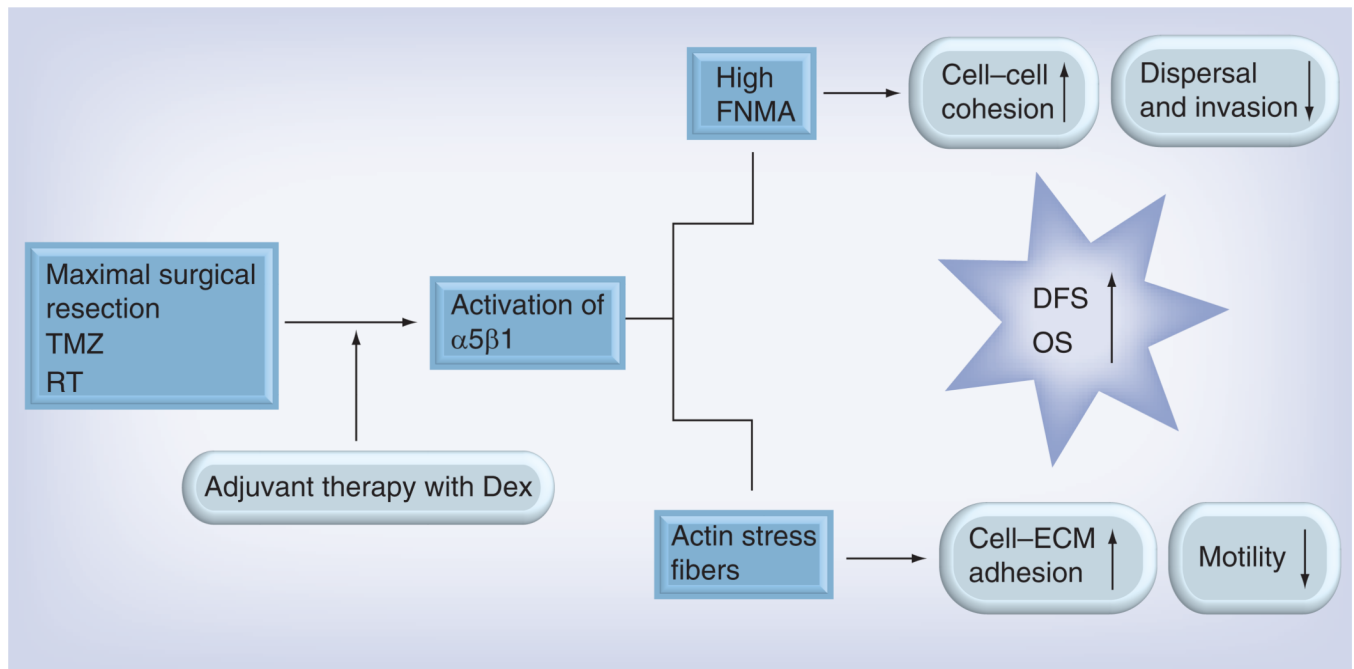 High
FNMA
Cell–cell
cohesion
Dispersal
and invasion
Maximal surgical
resection
TMZ
RT
Activation of
α5β1
DFS
OS
Adjuvant therapy with Dex
Actin stress
fibers
Cell–ECM
adhesion
Motility